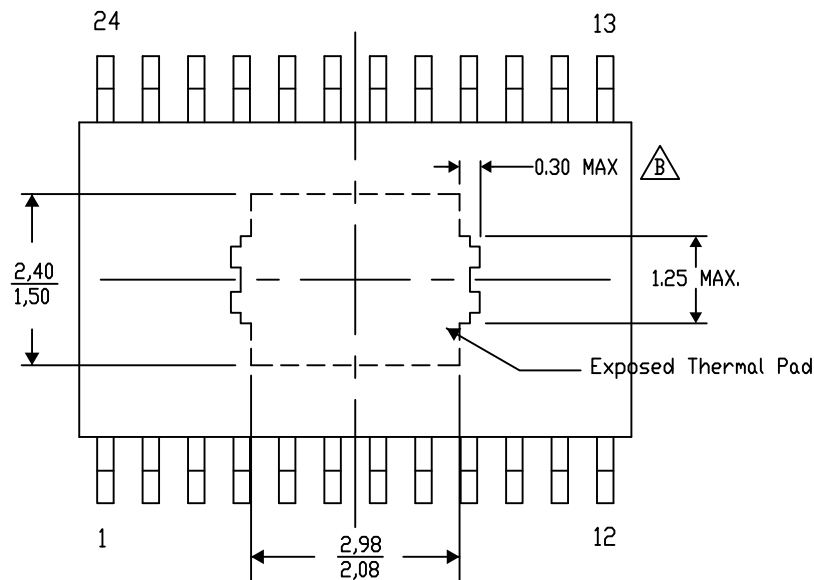 24
13
0.30 MAX
B
2,40
1,50
1.25 MAX.
Exposed Thermal Pad
1
12
2,98
2,08